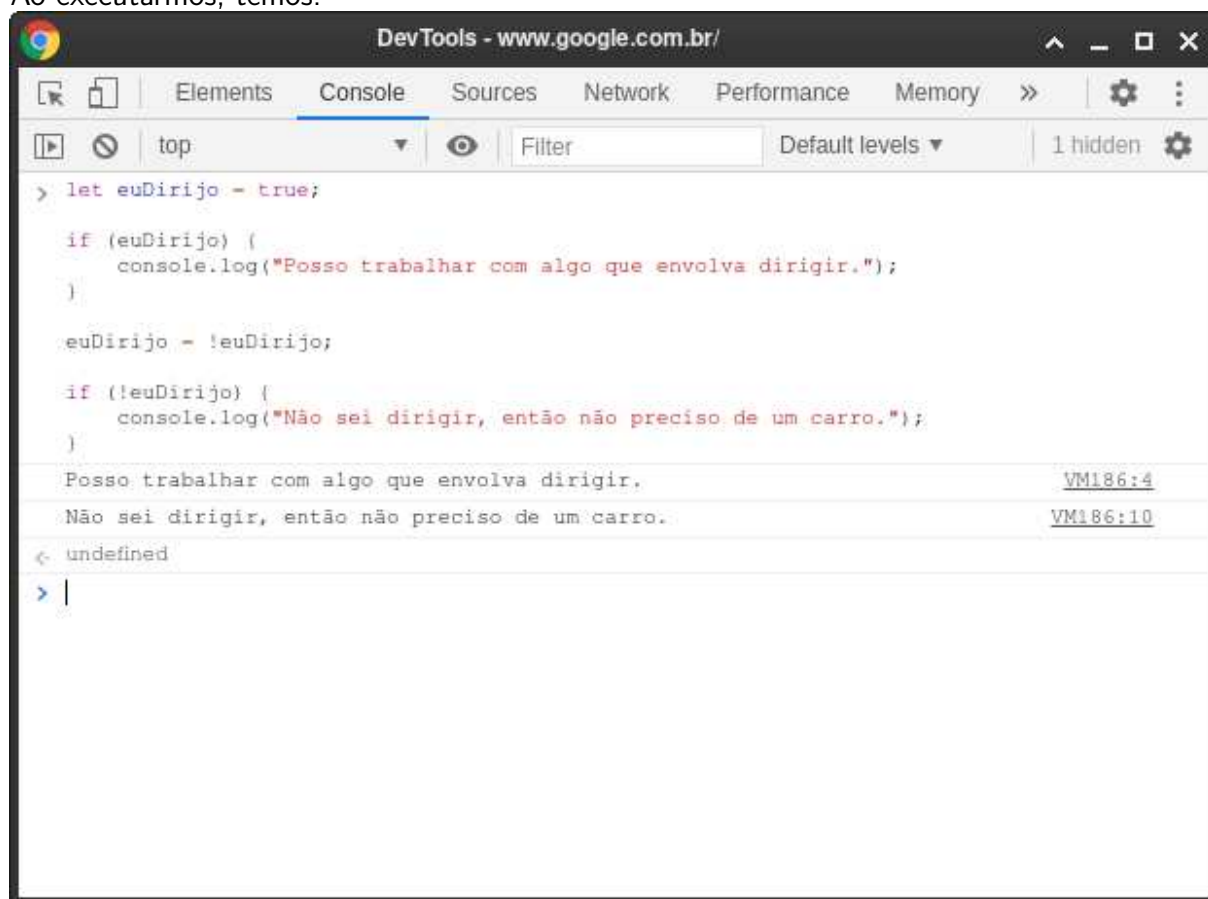 Ao executarmos, temos:
DevTools - www.google.com.br/
Elements Console Sources Network Performance Memory »
top Filter Default levels ▼ 1 hidden
> let euDirijo = true;
if (euDirijo) {
console.log("Posso trabalhar com algo que envolva dirigir.");
}
euDirijo = !euDirijo;
if (!euDirijo) {
console.log("Não sei dirigir, então não preciso de um carro.");
}
Posso trabalhar com algo que envolva dirigir. VM186:4
Não sei dirigir, então não preciso de um carro. VM186:10
undefined
>